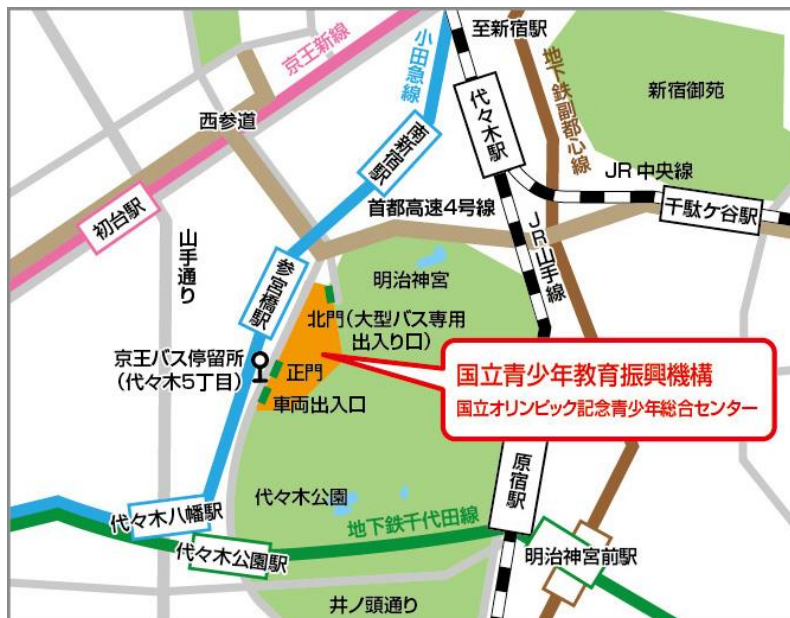 至新宿駅
小田急線
京王新線
地下鉄副都心線
新宿御苑
代々木駅
西参道
南新宿駅
JR中央線
千駄ケ谷駅
首都高速4号線
初台駅
山手通り
JR山手線
参宮橋駅
明治神宮
北門(大型バス専用
出入り口)
京王バス停留所
(代々木5丁目)
正門
車両出入口
国立青少年教育振興機構
国立オリンピック記念青少年総合センター
原宿駅
代々木公園
代々木八幡駅
地下鉄千代田線
代々木公園駅
明治神宮前駅
井ノ頭通り